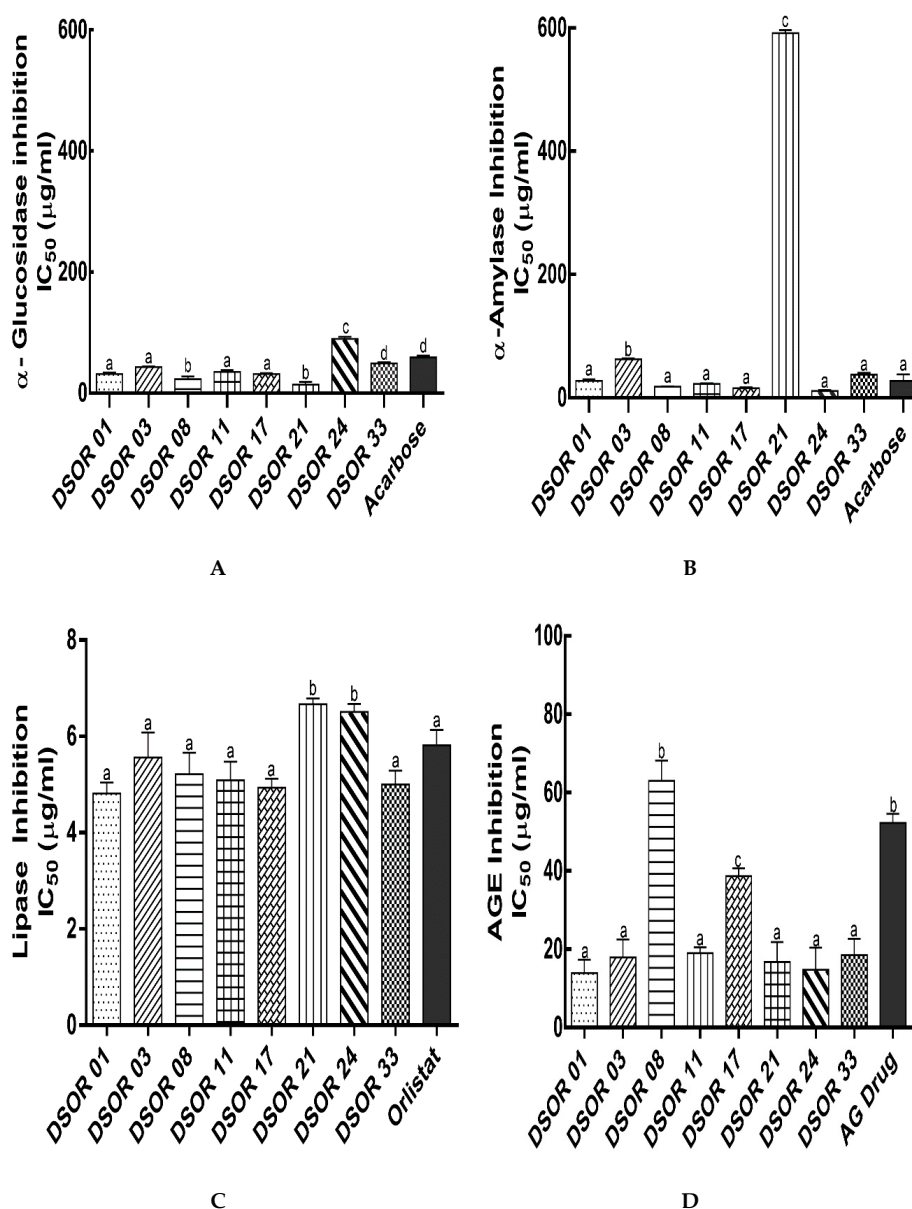 α- Glucosidase inhibition
IC50 (µg/ml)
600
400
200
0
a
a
b
a
a
b
c
d
d
DSOR 01
DSOR 03
DSOR 08
DSOR 11
DSOR 17
DSOR 21
DSOR 24
DSOR 33
Acarbose
A
α-Amylase Inhibition
IC50 (µg/ml)
600
400
200
0
a
b
a
a
a
c
a
a
a
DSOR 01
DSOR 03
DSOR 08
DSOR 11
DSOR 17
DSOR 21
DSOR 24
DSOR 33
Acarbose
B
Lipase Inhibition
IC50 (µg/ml)
8
6
4
2
0
a
a
a
a
a
b
b
a
a
DSOR 01
DSOR 03
DSOR 08
DSOR 11
DSOR 17
DSOR 21
DSOR 24
DSOR 33
Orlistat
C
AGE Inhibition
IC50 (µg/ml)
100
80
60
40
20
0
a
a
b
a
c
a
a
a
b
DSOR 01
DSOR 03
DSOR 08
DSOR 11
DSOR 17
DSOR 21
DSOR 24
DSOR 33
AG Drug
D